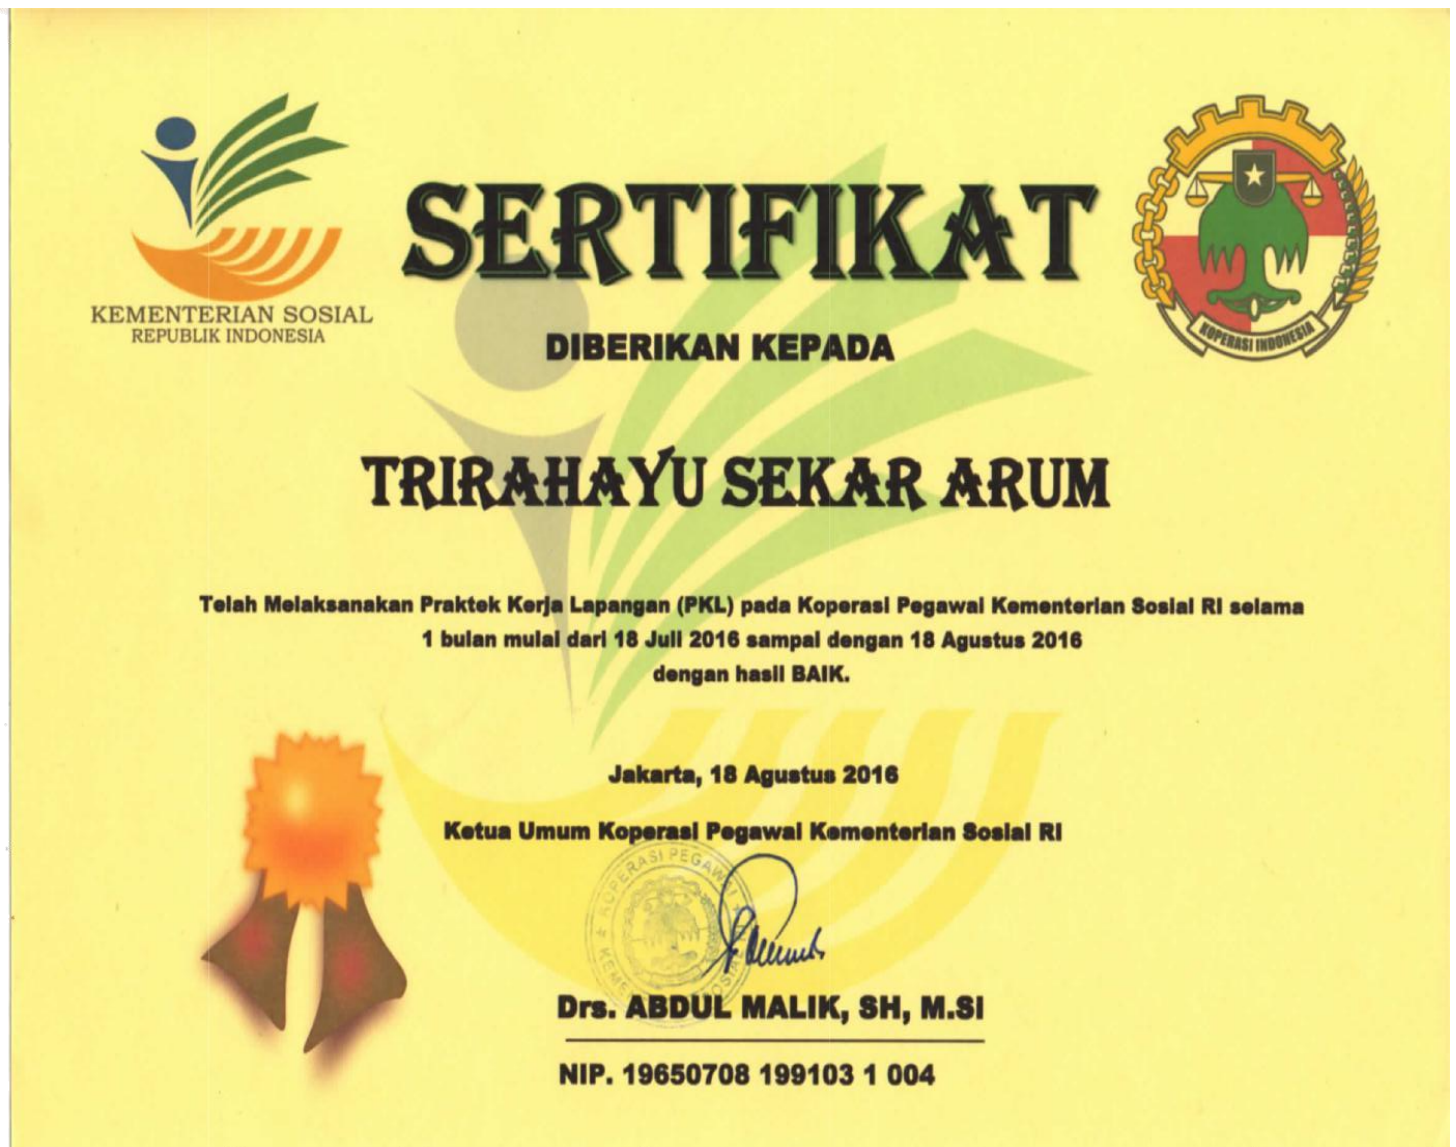 KEMENTERIAN SOSIAL
REPUBLIK INDONESIA
SERTIFIKAT
KOPERASI INDONESIA
DIBERIKAN KEPADA
TRIRAHAYU SEKAR ARUM
Telah Melaksanakan Praktek Kerja Lapangan (PKL) pada Koperasi Pegawai Kementerian Sosial RI selama
1 bulan mulai dari 18 Juli 2016 sampai dengan 18 Agustus 2016
dengan hasil BAIK.
Jakarta, 18 Agustus 2016
Ketua Umum Koperasi Pegawai Kementerian Sosial RI
KOPERASI PEGAWAI
Drs. ABDUL MALIK, SH, M.SI
NIP. 19650708 199103 1 004